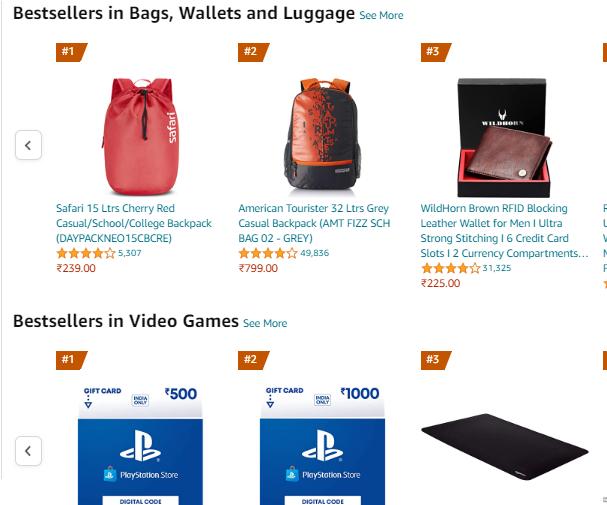 Bestsellers in Bags, Wallets and Luggage See More
#1
#2
#3
safari
WILDHORN
Safari 15 Ltrs Cherry Red
Casual/School/College Backpack
(DAYPACKNEO15CBCRE)
5,307
₹239.00
American Tourister 32 Ltrs Grey
Casual Backpack (AMT FIZZ SCH
BAG 02 - GREY)
49,836
₹799.00
WildHorn Brown RFID Blocking
Leather Wallet for Men I Ultra
Strong Stitching I 6 Credit Card
Slots I 2 Currency Compartments...
31,325
₹225.00
Bestsellers in Video Games See More
#1
#2
#3
GIFT CARD
INDIA
ONLY
₹500
PlayStation Store
DIGITAL CODE
GIFT CARD
INDIA
ONLY
₹1000
PlayStation Store
DIGITAL CODE